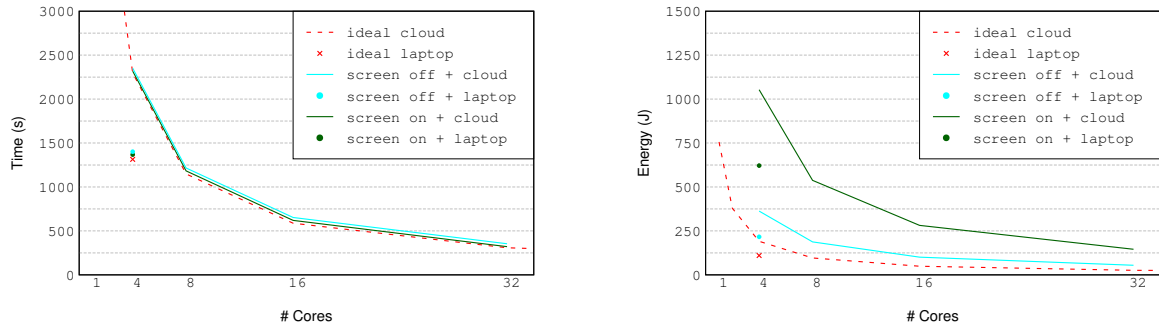 3000
2500
2000
1500
1000
500
0
Time (s)
1 4 8 16 32
# Cores
ideal cloud
ideal laptop
screen off + cloud
screen off + laptop
screen on + cloud
screen on + laptop
1500
1250
1000
750
500
250
0
Energy (J)
1 4 8 16 32
# Cores
ideal cloud
ideal laptop
screen off + cloud
screen off + laptop
screen on + cloud
screen on + laptop